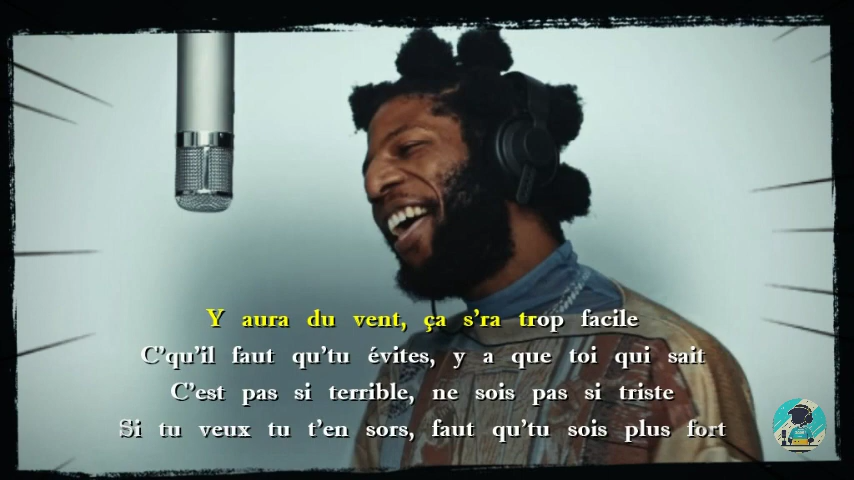 Y aura du vent, ça s'ra trop facile
C'qu'il faut qu'tu évites, y a que toi qui sait
C'est pas si terrible, ne sois pas si triste
Si tu veux tu t'en sors, faut qu'tu sois plus fort